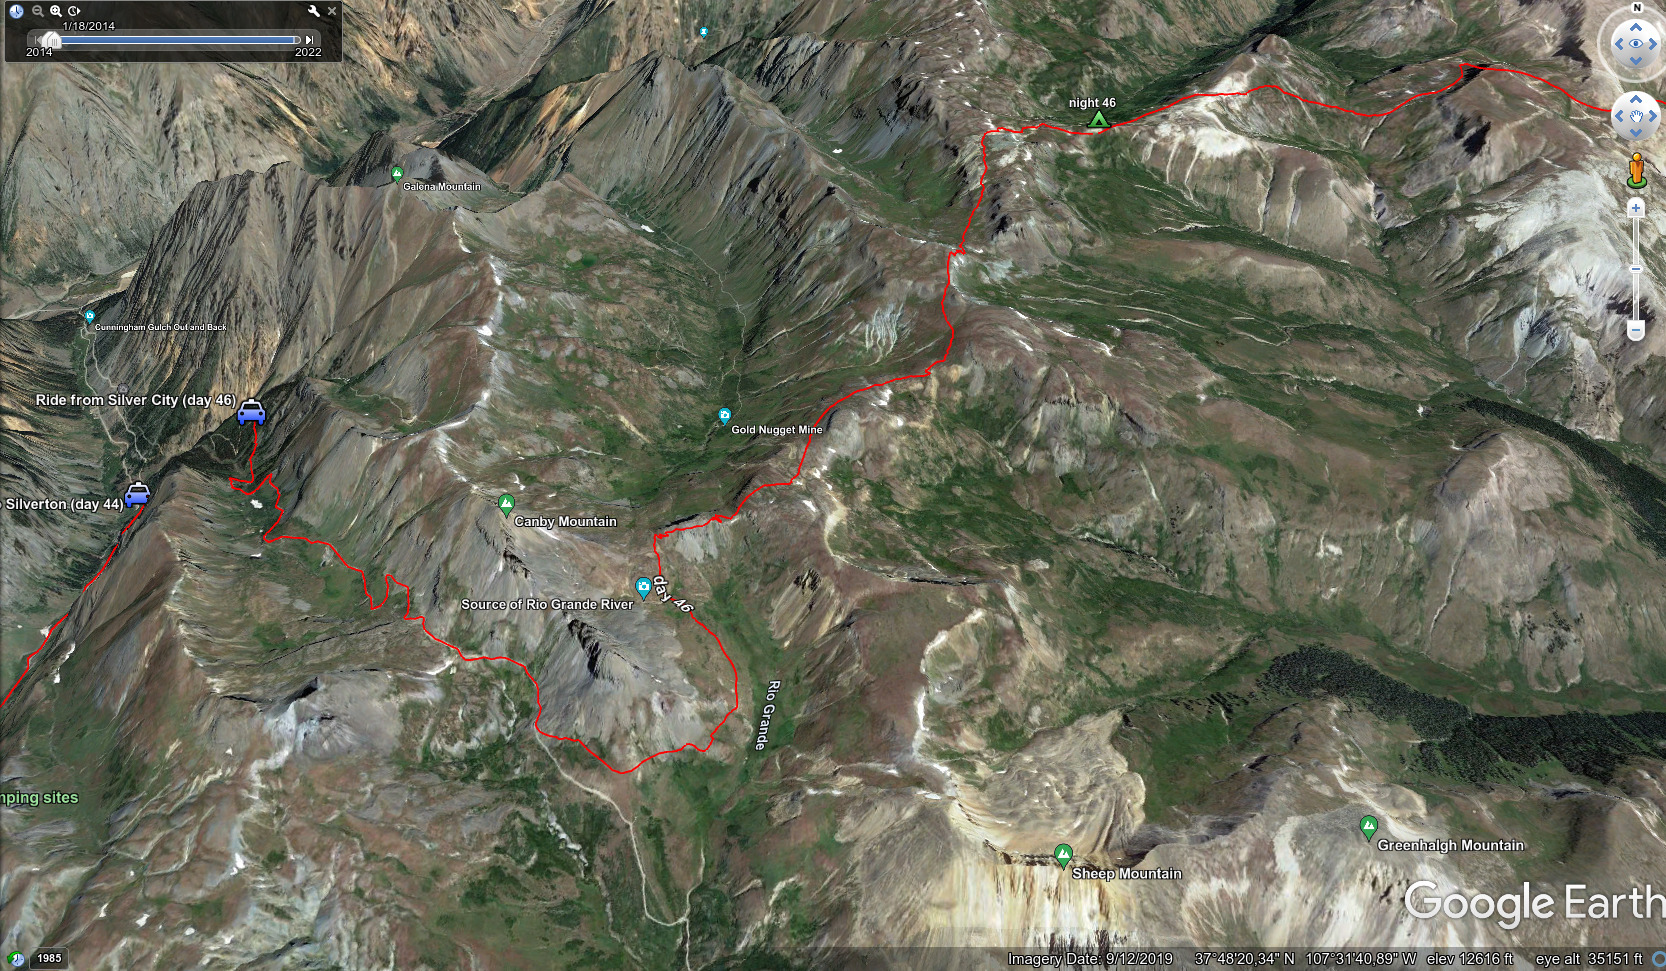 1/18/2014
2014
2022
N
night 46
Galena Mountain
Cunningham Gulch Out and Back
Ride from Silver City (day 46)
Gold Nugget Mine
Silverton (day 44)
Canby Mountain
day 46
Source of Rio Grande River
Rio Grande
mping sites
Greenhalgh Mountain
Sheep Mountain
Google Earth
1985
Imagery Date: 9/12/2019 37°48'20,34" N 107°31'40,89" W elev 12616 ft eye alt 35151 ft